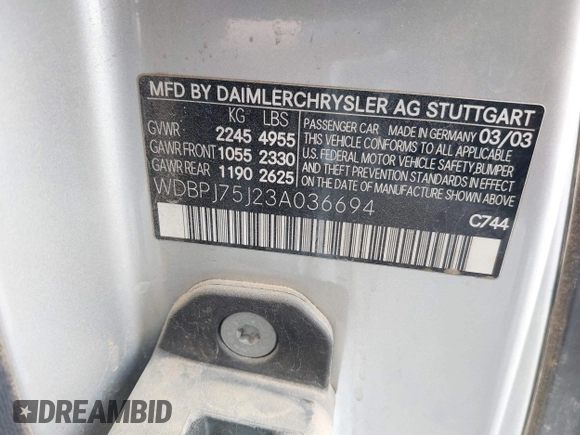 MFD BY DAIMLERCHRYSLER AG STUTTGART
KG LBS
GVWR 2245 4955
GAWR FRONT 1055 2330
GAWR REAR 1190 2625
PASSENGER CAR MADE IN GERMANY 03/03
THIS VEHICLE CONFORMS TO ALL APPLICABLE
U.S. FEDERAL MOTOR VEHICLE SAFETY, BUMPER,
AND THEFT PREVENTION STANDARDS IN EFFECT
ON THE DATE OF MANUFACTURE SHOWN ABOVE
WDBPJ75J23A036694
C744
DREAMBID